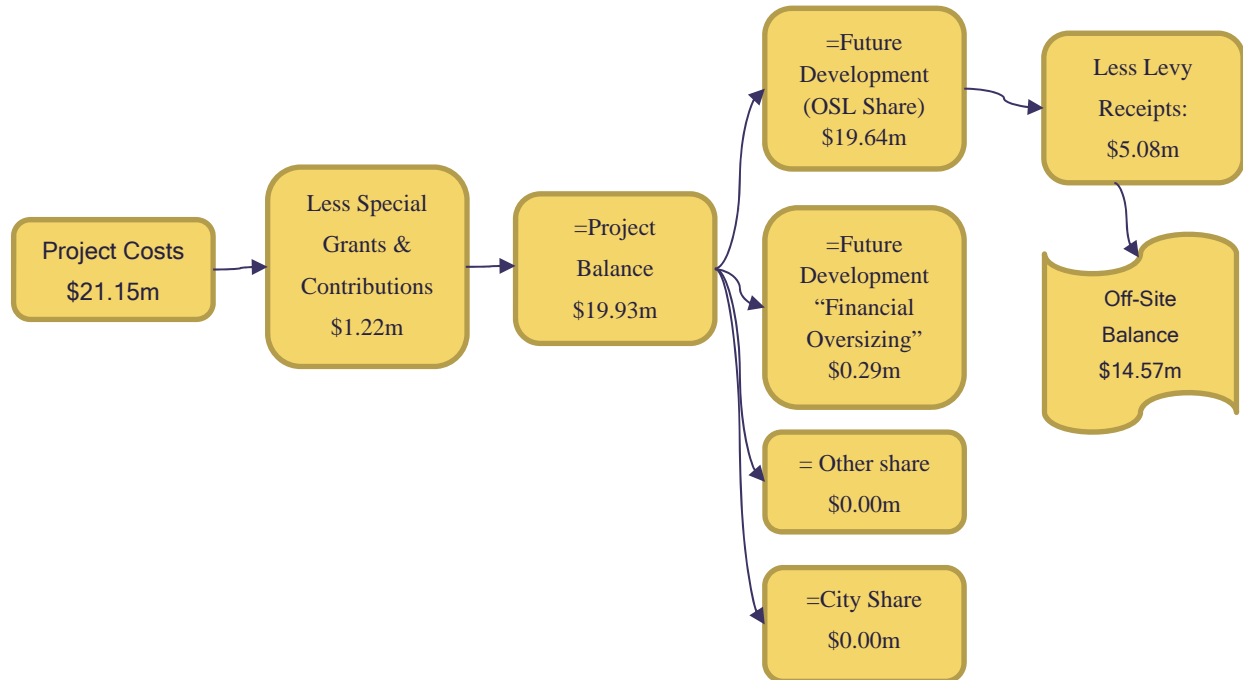 Project Costs
$21.15m
Less Special
Grants &
Contributions
$1.22m
=Project
Balance
$19.93m
=Future
Development
(OSL Share)
$19.64m
Less Levy
Receipts:
$5.08m
=Future
Development
“Financial
Oversizing”
$0.29m
Off-Site
Balance
$14.57m
= Other share
$0.00m
=City Share
$0.00m